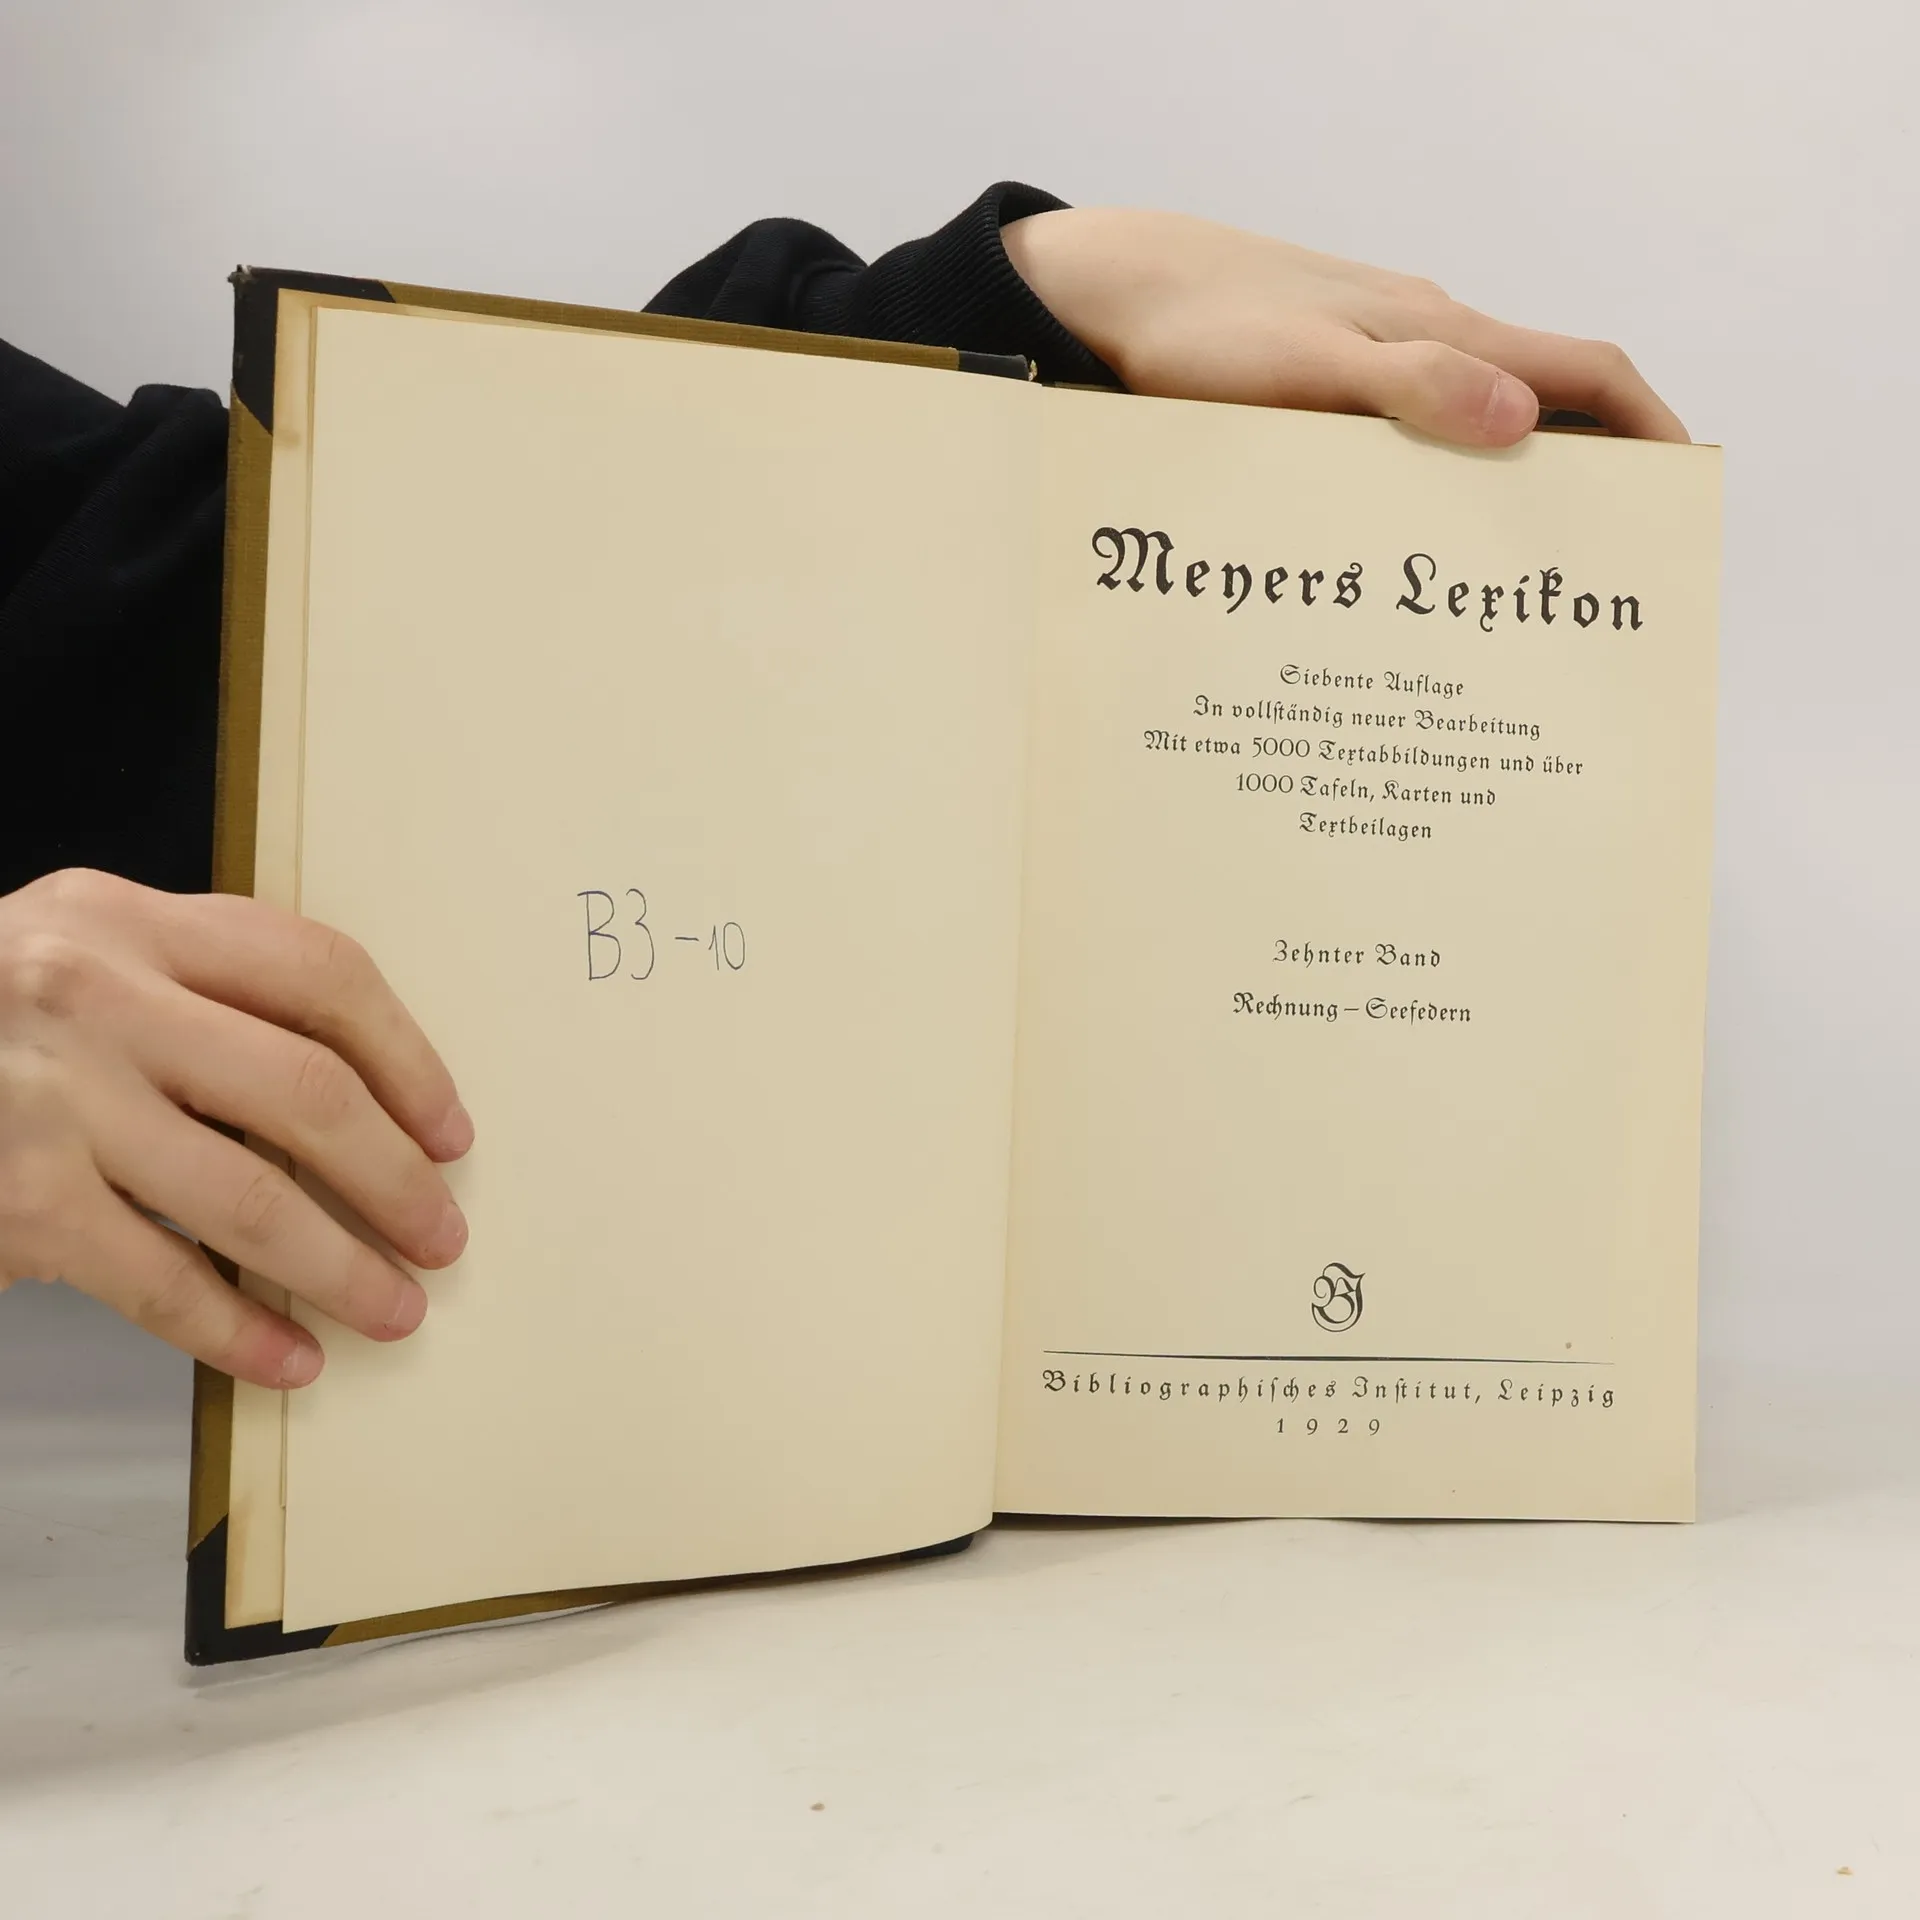 B3-10
Meyers Lexikon
Siebente Auflage
In vollſtändig neuer Bearbeitung
Mit etwa 5000 Textabbildungen und über
1000 Tafeln, Karten und
Textbeilagen
Zehnter Band
Rechnung – Seefedern
BI
Bibliographiſches Inſtitut, Leipzig
1929